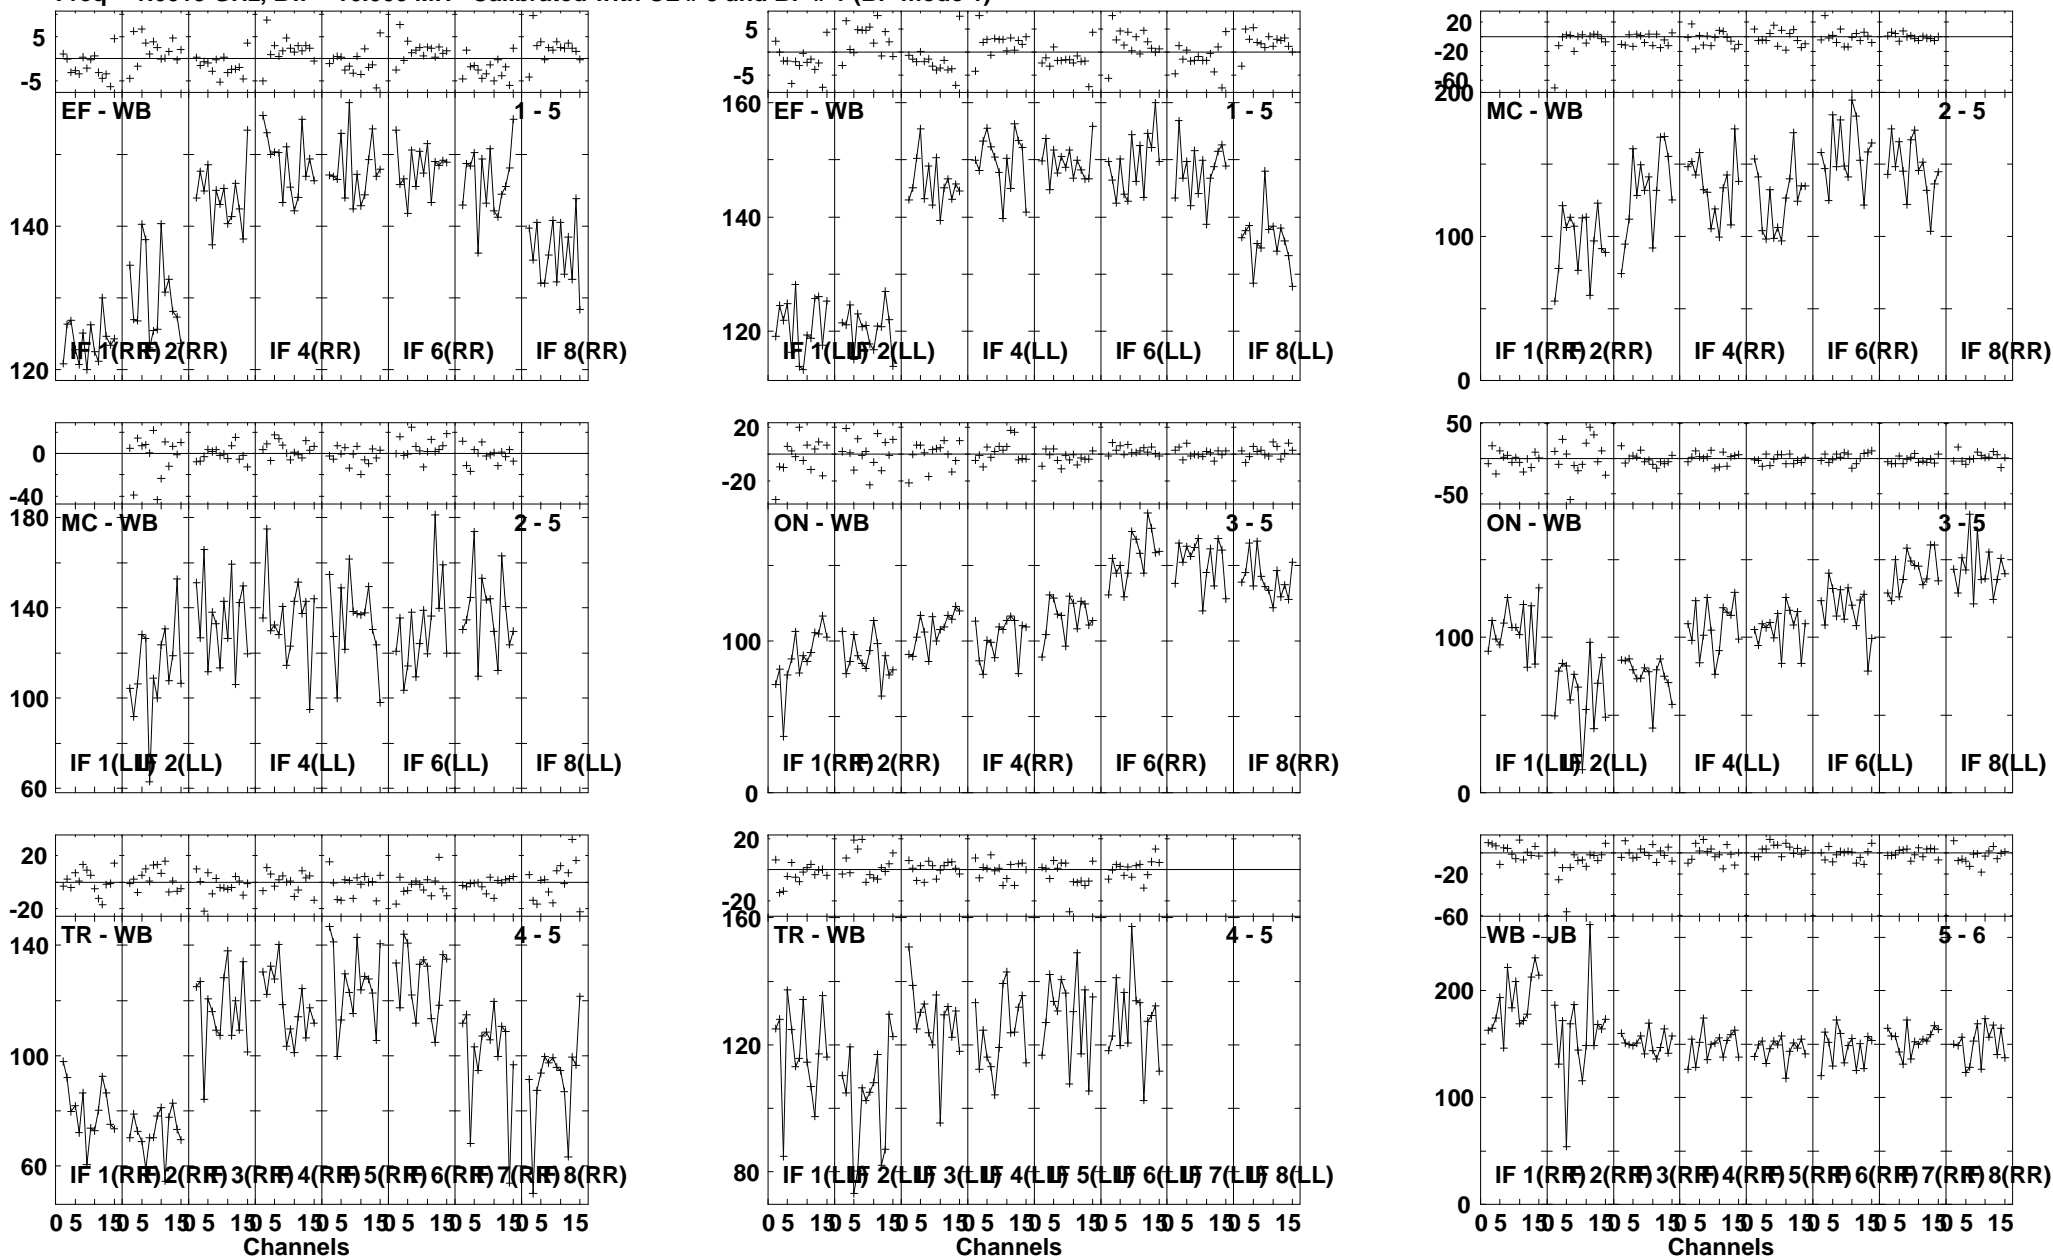 5
-5
EF - WB 1 - 5
140
120
IF 1(RR) IF 2(RR) IF 4(RR) IF 6(RR) IF 8(RR)
5
-5
160
EF - WB 1 - 5
140
120
IF 1(LL) IF 2(LL) IF 4(LL) IF 6(LL) IF 8(LL)
20
-20
-60
200
MC - WB 2 - 5
100
0
IF 1(RR) IF 2(RR) IF 4(RR) IF 6(RR) IF 8(RR)
0
-40
180
MC - WB 2 - 5
140
100
60
IF 1(LL) IF 2(LL) IF 4(LL) IF 6(LL) IF 8(LL)
20
-20
ON - WB 3 - 5
100
0
IF 1(RR) IF 2(RR) IF 4(RR) IF 6(RR) IF 8(RR)
50
-50
ON - WB 3 - 5
100
0
IF 1(LL) IF 2(LL) IF 4(LL) IF 6(LL) IF 8(LL)
20
-20
TR - WB 4 - 5
140
100
60
IF 1(RR) IF 2(RR) IF 3(RR) IF 4(RR) IF 5(RR) IF 6(RR) IF 7(RR) IF 8(RR)
0 5 15 0 5 15 0 5 15 0 5 15 0 5 15 0 5 15 0 5 15 0 5 15
Channels
20
-20
160
TR - WB 4 - 5
120
80
IF 1(LL) IF 2(LL) IF 3(LL) IF 4(LL) IF 5(LL) IF 6(LL) IF 7(LL) IF 8(LL)
0 5 15 0 5 15 0 5 15 0 5 15 0 5 15 0 5 15 0 5 15 0 5 15
Channels
-20
-60
WB - JB 5 - 6
200
100
0
IF 1(RR) IF 2(RR) IF 3(RR) IF 4(RR) IF 5(RR) IF 6(RR) IF 7(RR) IF 8(RR)
0 5 15 0 5 15 0 5 15 0 5 15 0 5 15 0 5 15 0 5 15 0 5 15
Channels